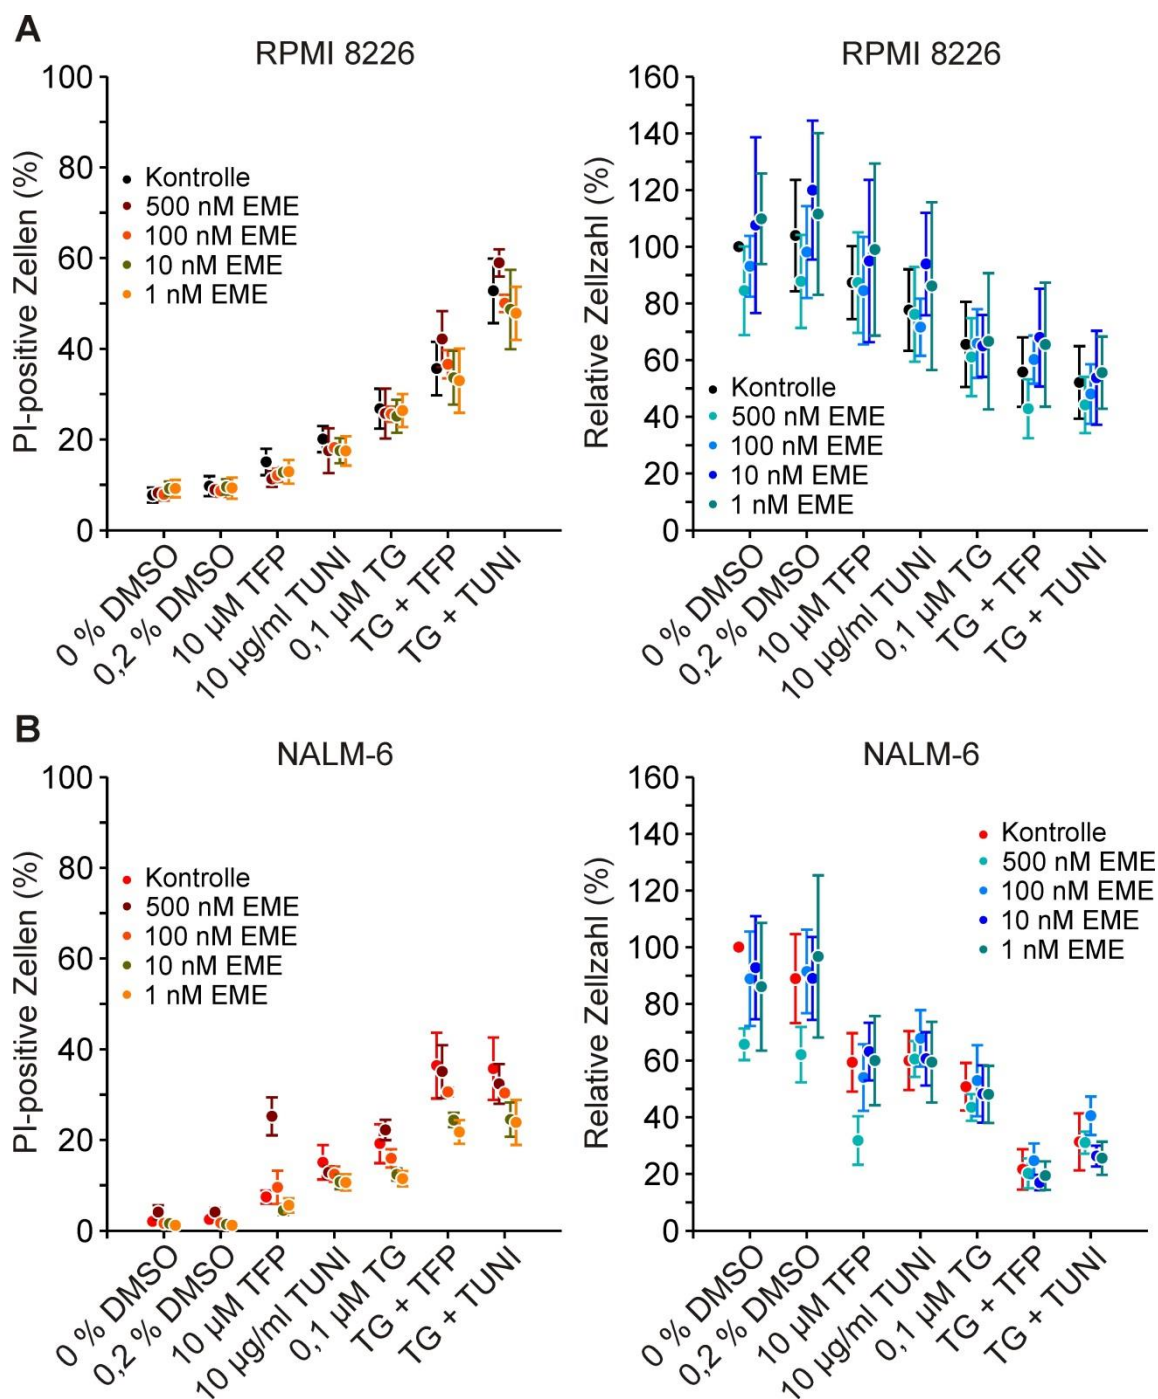 A
RPMI 8226
PI-positive Zellen (%)
100
80
60
40
20
0
Kontrolle
500 nM EME
100 nM EME
10 nM EME
1 nM EME
0 % DMSO
0,2 % DMSO
10 µM TFP
10 µg/ml TUNI
0,1 µM TG
TG + TFP
TG + TUNI
RPMI 8226
Relative Zellzahl (%)
160
140
120
100
80
60
40
20
0
Kontrolle
500 nM EME
100 nM EME
10 nM EME
1 nM EME
0 % DMSO
0,2 % DMSO
10 µM TFP
10 µg/ml TUNI
0,1 µM TG
TG + TFP
TG + TUNI
B
NALM-6
PI-positive Zellen (%)
100
80
60
40
20
0
Kontrolle
500 nM EME
100 nM EME
10 nM EME
1 nM EME
0 % DMSO
0,2 % DMSO
10 µM TFP
10 µg/ml TUNI
0,1 µM TG
TG + TFP
TG + TUNI
NALM-6
Relative Zellzahl (%)
160
140
120
100
80
60
40
20
0
Kontrolle
500 nM EME
100 nM EME
10 nM EME
1 nM EME
0 % DMSO
0,2 % DMSO
10 µM TFP
10 µg/ml TUNI
0,1 µM TG
TG + TFP
TG + TUNI